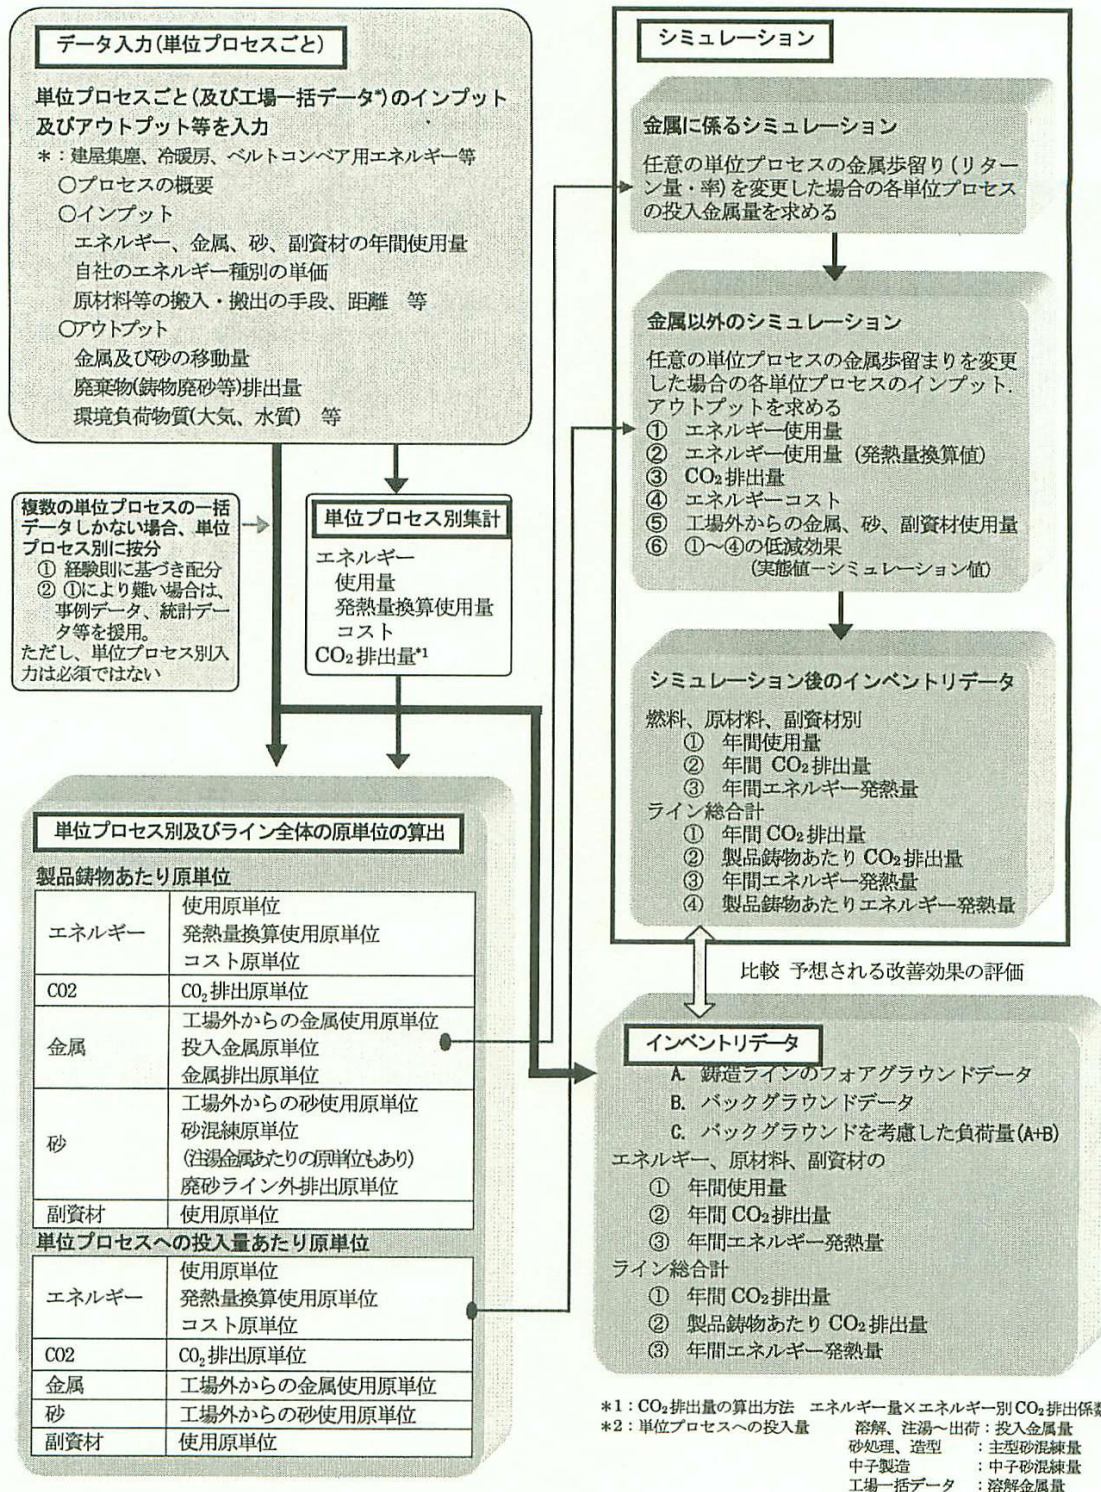 データ入力(単位プロセスごと)
単位プロセスごと(及び工場一括データ*)のインプット
及びアウトプット等を入力
*:建屋集塵、冷暖房、ベルトコンベア用エネルギー等
○プロセスの概要
○インプット
エネルギー、金属、砂、副資材の年間使用量
自社のエネルギー種別の単価
原材料等の搬入・搬出の手段、距離 等
○アウトプット
金属及び砂の移動量
廃棄物(鋳物廃砂等)排出量
環境負荷物質(大気、水質) 等
複数の単位プロセスの一括
データしかない場合、単位
プロセス別に按分
① 経験則に基づき配分
② ①により難い場合は、
事例データ、統計デー
タ等を援用。
ただし、単位プロセス別入
力は必須ではない
単位プロセス別集計
エネルギー
使用量
発熱量換算使用量
コスト
CO₂排出量*1
単位プロセス別及びライン全体の原単位の算出
製品鋳物あたり原単位
エネルギー
使用原単位
発熱量換算使用原単位
コスト原単位
CO2 CO₂排出原単位
金属
工場外からの金属使用原単位
投入金属原単位
金属排出原単位
砂
工場外からの砂使用原単位
砂混練原単位
(注湯金属あたりの原単位もあり)
廃砂ライン外排出原単位
副資材 使用原単位
単位プロセスへの投入量あたり原単位
エネルギー
使用原単位
発熱量換算使用原単位
コスト原単位
CO2 CO₂排出原単位
金属 工場外からの金属使用原単位
砂 工場外からの砂使用原単位
副資材 使用原単位
シミュレーション
金属に係るシミュレーション
任意の単位プロセスの金属歩留り(リター
ン量・率)を変更した場合の各単位プロセス
の投入金属量を求める
金属以外のシミュレーション
任意の単位プロセスの金属歩留まりを変更
した場合の各単位プロセスのインプット.
アウトプットを求める
① エネルギー使用量
② エネルギー使用量 (発熱量換算値)
③ CO₂排出量
④ エネルギーコスト
⑤ 工場外からの金属、砂、副資材使用量
⑥ ①~④の低減効果
(実態値−シミュレーション値)
シミュレーション後のインベントリデータ
燃料、原材料、副資材別
① 年間使用量
② 年間 CO₂排出量
③ 年間エネルギー発熱量
ライン総合計
① 年間 CO₂排出量
② 製品鋳物あたり CO₂排出量
③ 年間エネルギー発熱量
④ 製品鋳物あたりエネルギー発熱量
比較 予想される改善効果の評価
インベントリデータ
A. 鋳造ラインのフォアグラウンドデータ
B. バックグラウンドデータ
C. バックグラウンドを考慮した負荷量(A+B)
エネルギー、原材料、副資材の
① 年間使用量
② 年間 CO₂排出量
③ 年間エネルギー発熱量
ライン総合計
① 年間 CO₂排出量
② 製品鋳物あたり CO₂排出量
③ 年間エネルギー発熱量
*1:CO₂排出量の算出方法 エネルギー量×エネルギー別CO₂排出係数
*2:単位プロセスへの投入量 溶解、注湯~出荷:投入金属量
砂処理、造型 :主型砂混練量
中子製造 :中子砂混練量
工場一括データ :溶解金属量